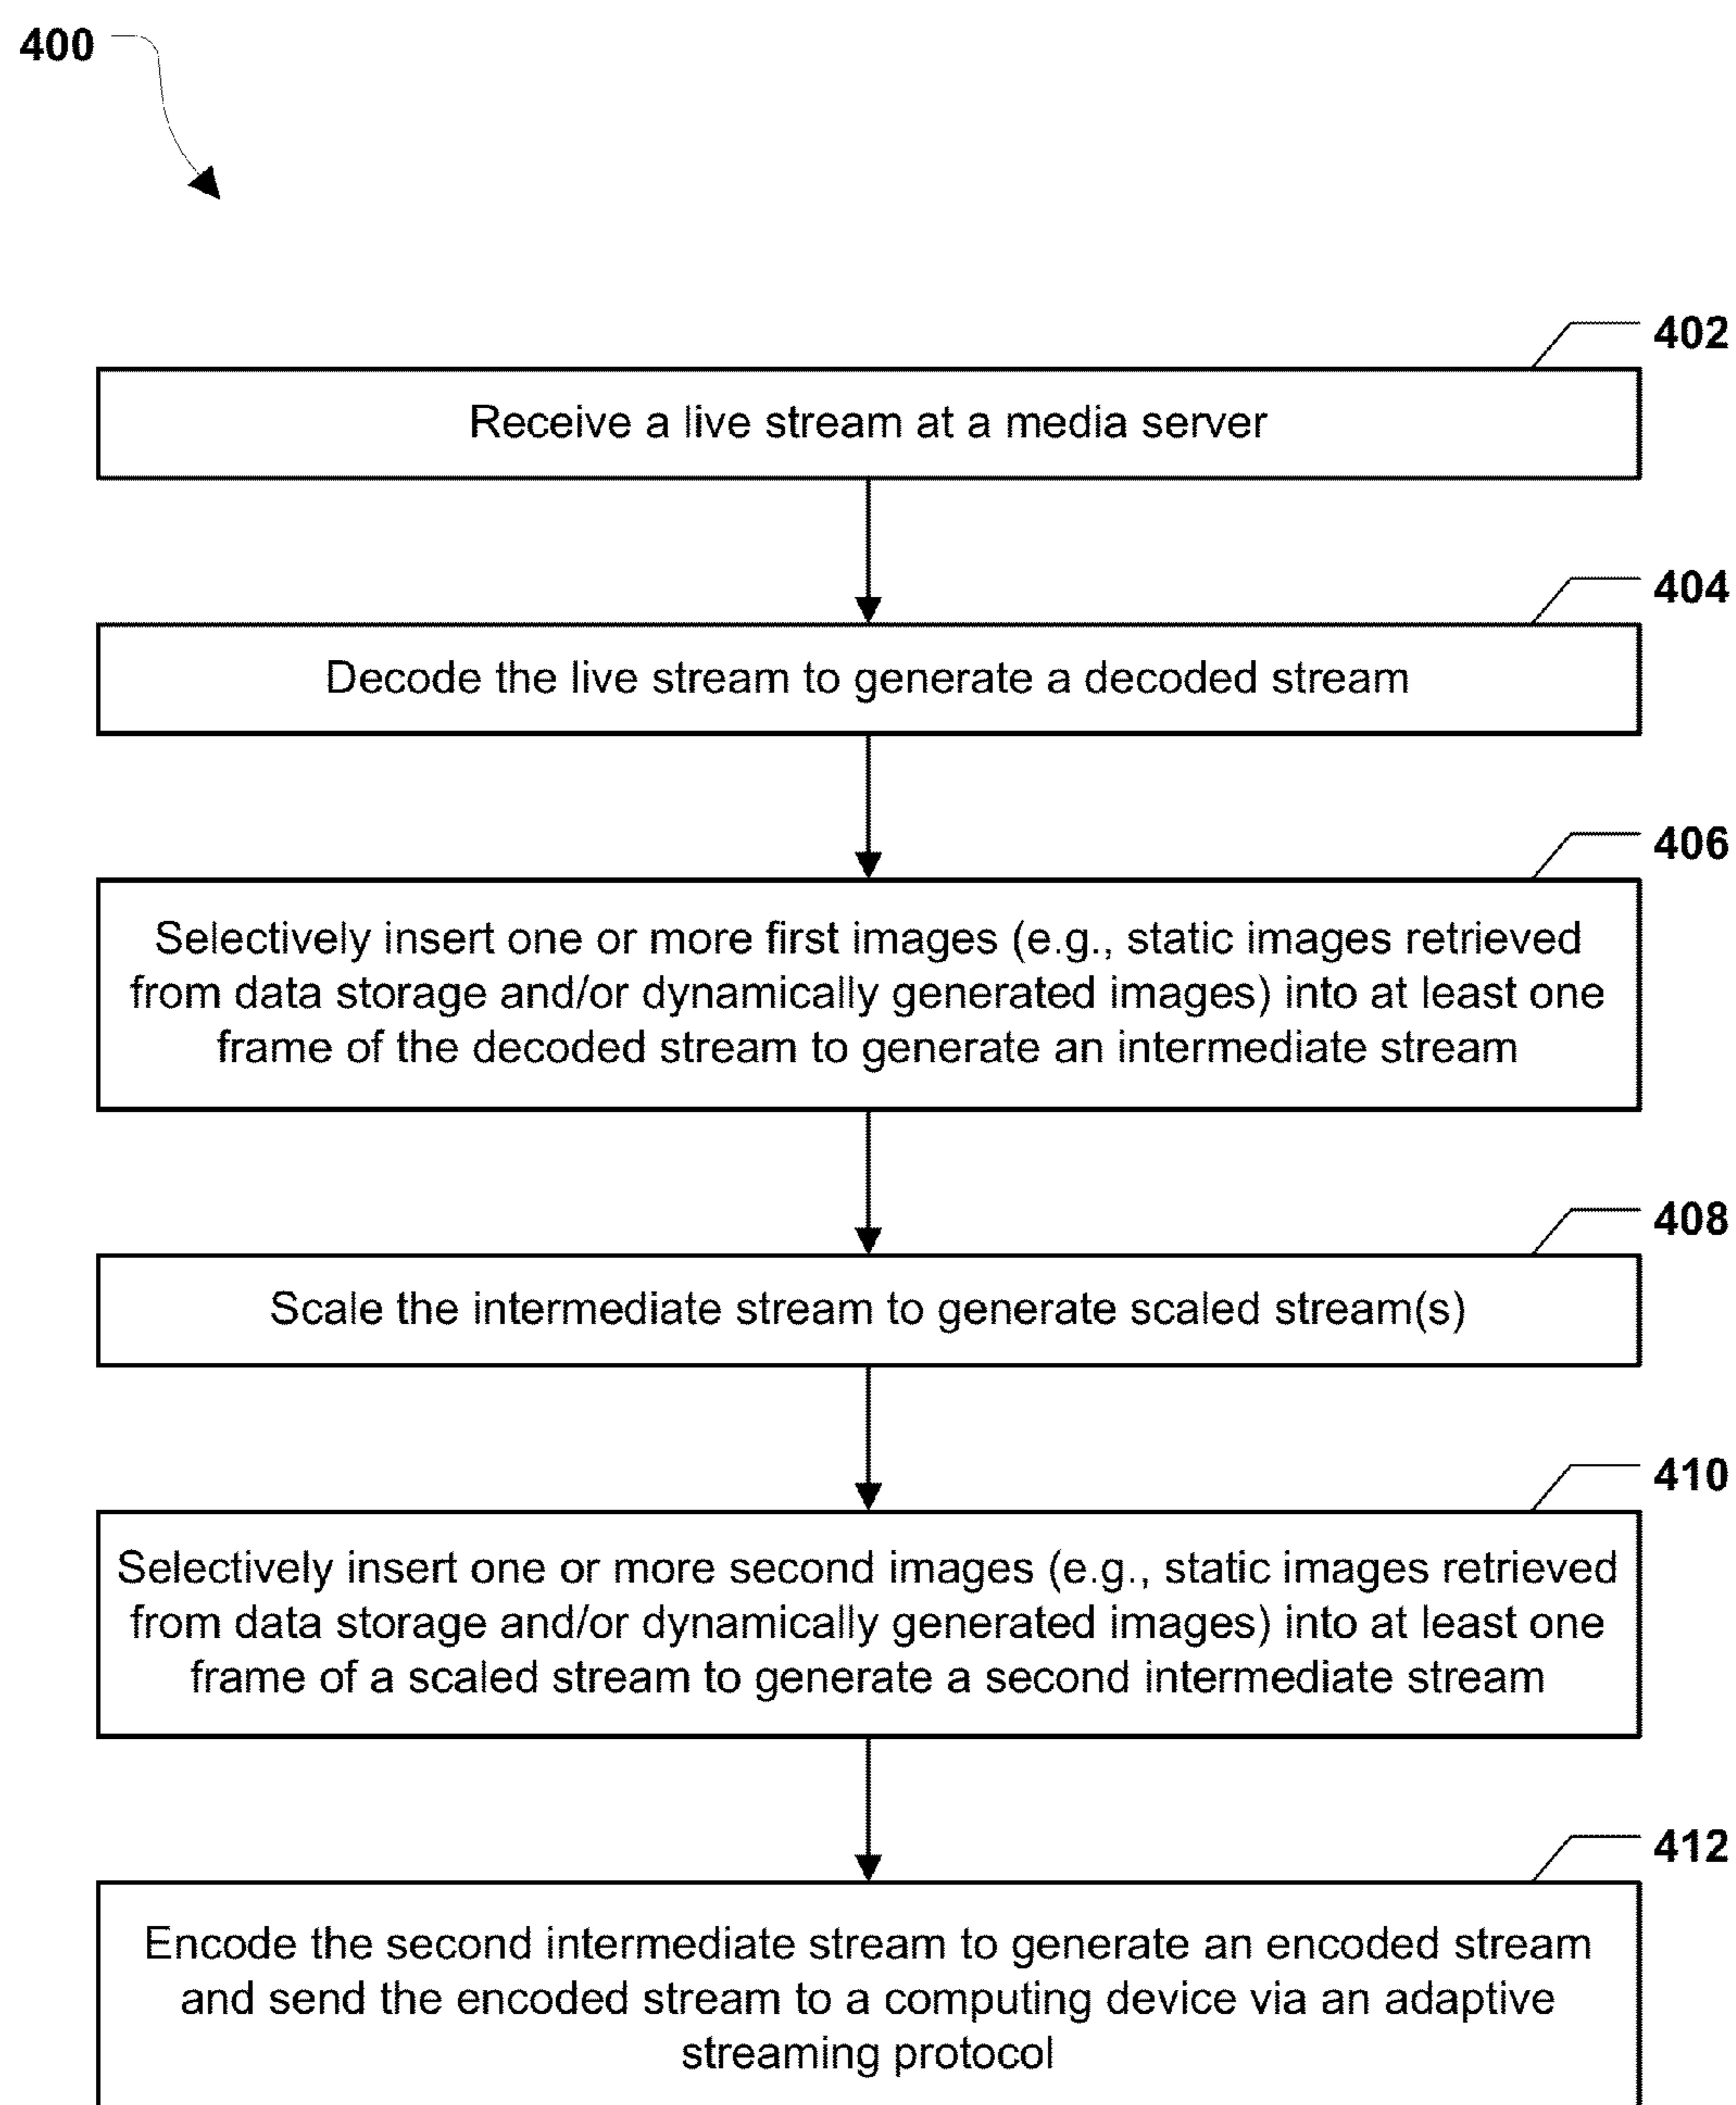 400
402
Receive a live stream at a media server
404
Decode the live stream to generate a decoded stream
406
Selectively insert one or more first images (e.g., static images retrieved
from data storage and/or dynamically generated images) into at least one
frame of the decoded stream to generate an intermediate stream
408
Scale the intermediate stream to generate scaled stream(s)
410
Selectively insert one or more second images (e.g., static images retrieved
from data storage and/or dynamically generated images) into at least one
frame of a scaled stream to generate a second intermediate stream
412
Encode the second intermediate stream to generate an encoded stream
and send the encoded stream to a computing device via an adaptive
streaming protocol